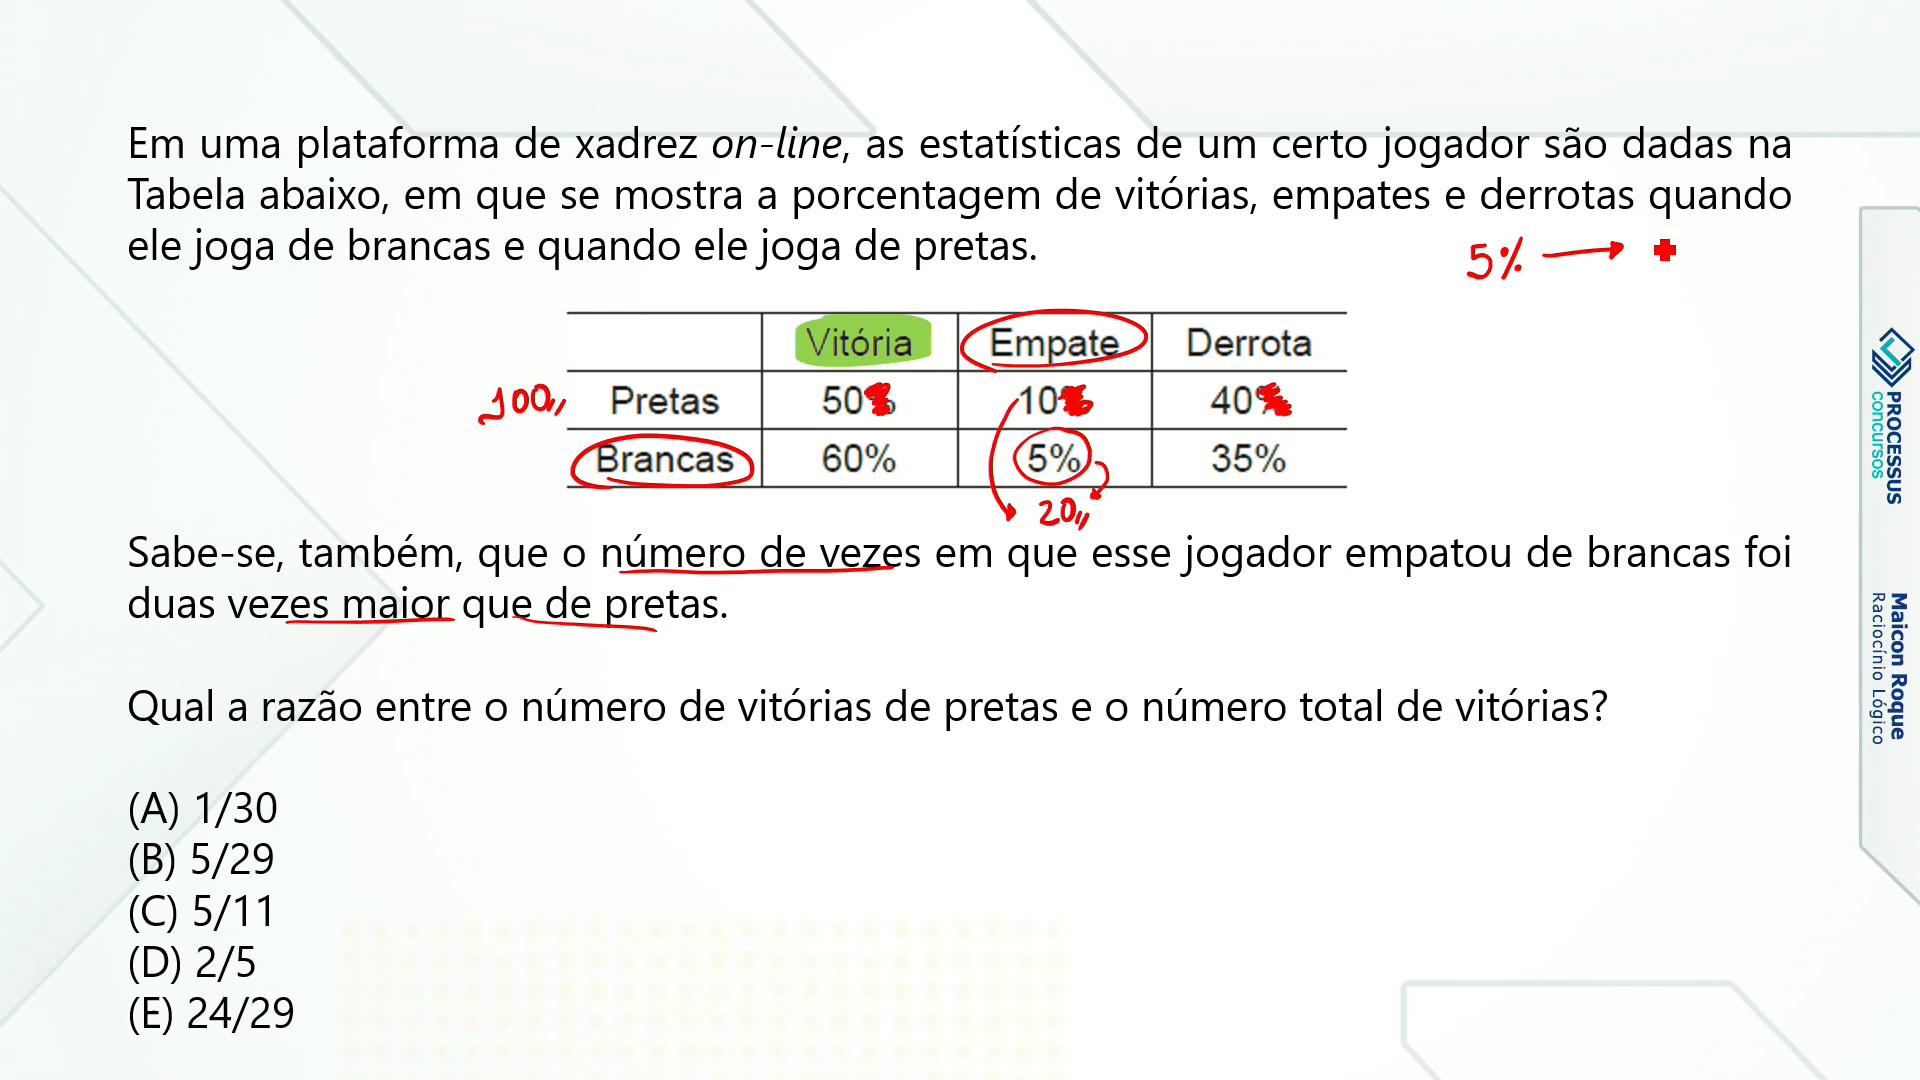 Em uma plataforma de xadrez on-line, as estatísticas de um certo jogador são dadas na
Tabela abaixo, em que se mostra a porcentagem de vitórias, empates e derrotas quando
ele joga de brancas e quando ele joga de pretas.
5% →
Vitória Empate Derrota
100,, Pretas 50 10 40
Brancas 60% 5% 35%
20,,
Sabe-se, também, que o número de vezes em que esse jogador empatou de brancas foi
duas vezes maior que de pretas.
Qual a razão entre o número de vitórias de pretas e o número total de vitórias?
(A) 1/30
(B) 5/29
(C) 5/11
(D) 2/5
(E) 24/29
PROCESSUS
concursos
Maicon Roque
Raciocínio Lógico